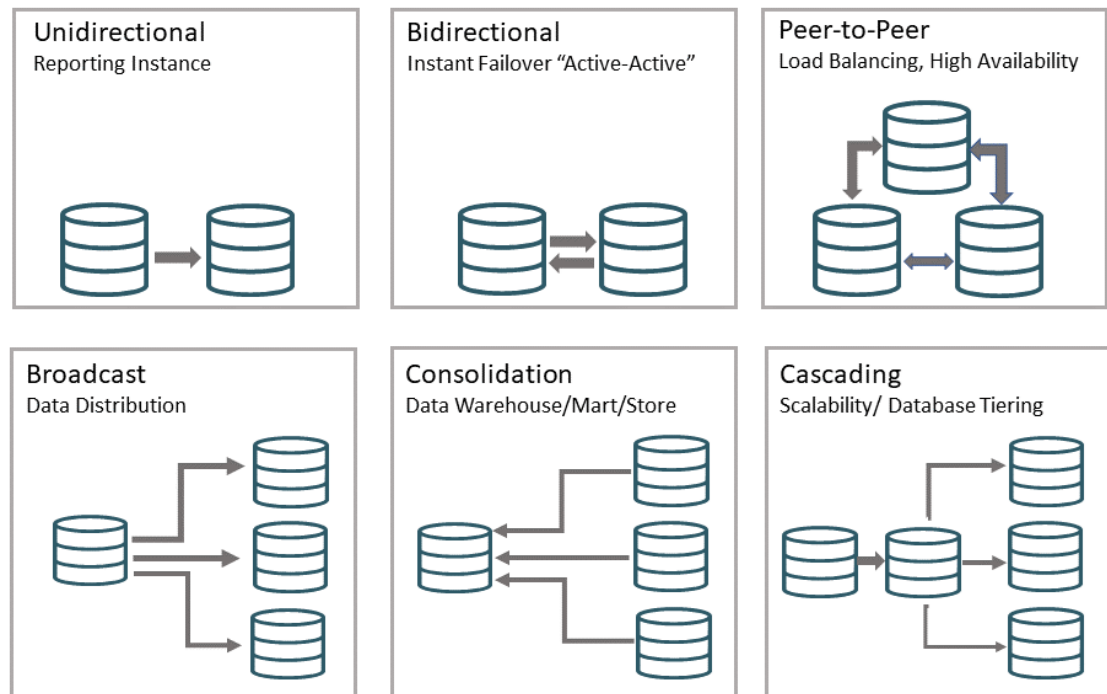 Unidirectional
Reporting Instance
Bidirectional
Instant Failover “Active-Active”
Peer-to-Peer
Load Balancing, High Availability
Broadcast
Data Distribution
Consolidation
Data Warehouse/Mart/Store
Cascading
Scalability/ Database Tiering